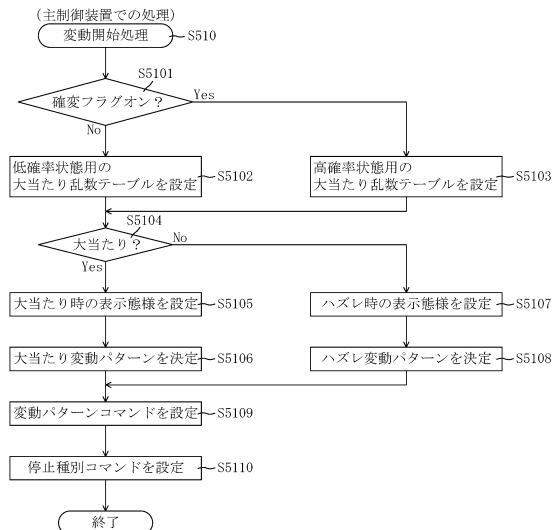 (主制御装置での処理)
変動開始処理 S510
S5101
確変フラグオン？ Yes
No
低確率状態用の
大当たり乱数テーブルを設定 S5102
高確率状態用の
大当たり乱数テーブルを設定 S5103
S5104
大当たり？ No
Yes
大当たり時の表示態様を設定 S5105
ハズレ時の表示態様を設定 S5107
大当たり変動パターンを決定 S5106
ハズレ変動パターンを決定 S5108
変動パターンコマンドを設定 S5109
停止種別コマンドを設定 S5110
終了